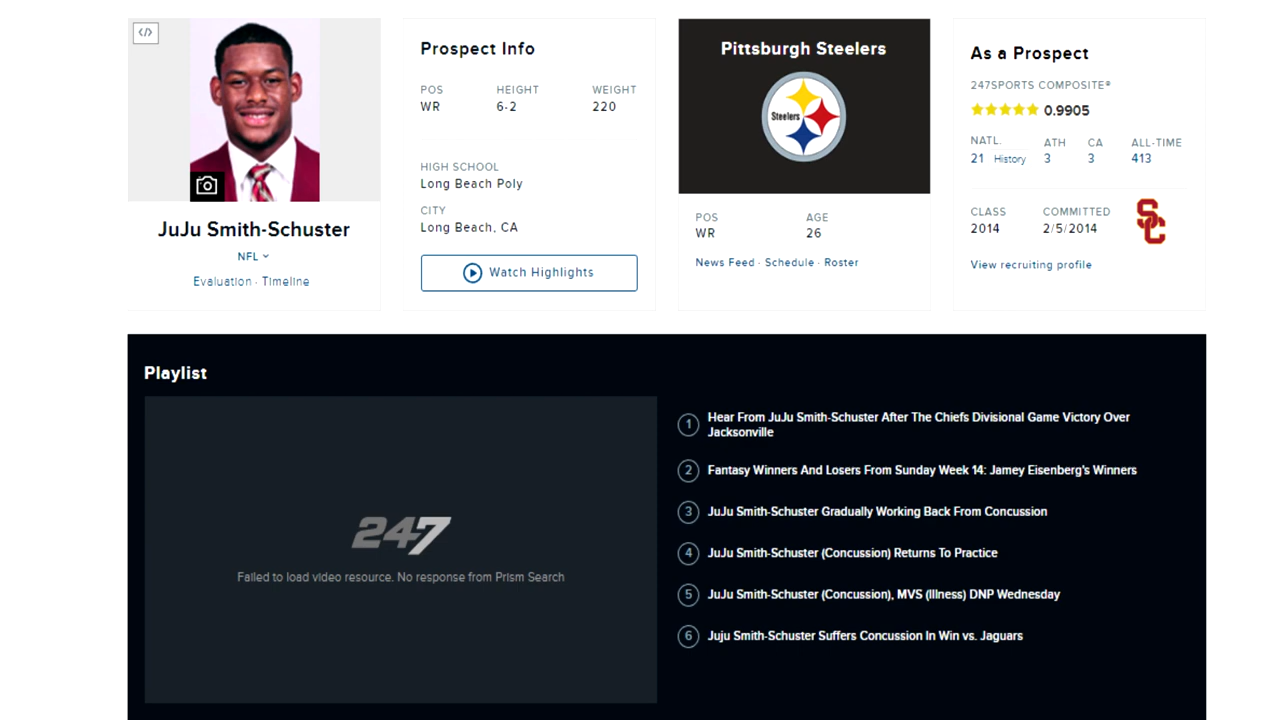 </>
JuJu Smith-Schuster
NFL
Evaluation · Timeline
Prospect Info
POS HEIGHT WEIGHT
WR 6-2 220
HIGH SCHOOL
Long Beach Poly
CITY
Long Beach, CA
Watch Highlights
Pittsburgh Steelers
Steelers
POS AGE
WR 26
News Feed · Schedule · Roster
As a Prospect
247SPORTS COMPOSITE®
0.9905
NATL. ATH CA ALL-TIME
21 History 3 3 413
CLASS COMMITTED
2014 2/5/2014
SC
View recruiting profile
Playlist
247
Failed to load video resource. No response from Prism Search
1 Hear From JuJu Smith-Schuster After The Chiefs Divisional Game Victory Over
Jacksonville
2 Fantasy Winners And Losers From Sunday Week 14: Jamey Eisenberg's Winners
3 JuJu Smith-Schuster Gradually Working Back From Concussion
4 JuJu Smith-Schuster (Concussion) Returns To Practice
5 JuJu Smith-Schuster (Concussion), MVS (Illness) DNP Wednesday
6 Juju Smith-Schuster Suffers Concussion In Win vs. Jaguars